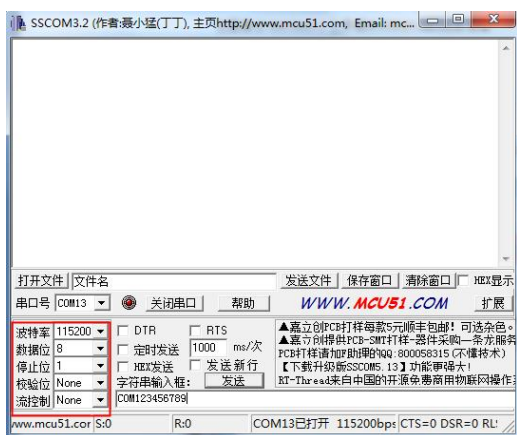 SSCOM3.2 (作者:聂小猛(丁丁), 主页http://www.mcu51.com, Email: mc...
打开文件 文件名 发送文件 保存窗口 清除窗口 HEX显示
串口号 COM13 关闭串口 帮助 WWW.MCU51.COM 扩展
波特率 115200 DTR RTS
数据位 8 定时发送 1000 ms/次
停止位 1 HEX发送 发送新行
校验位 None 字符串输入框: 发送
流控制 None COM123456789
▲嘉立创PCB打样每款5元顺丰包邮! 可选杂色。
▲嘉立创提供PCB-SMT打样-器件采购一条龙服务
PCB打样请加 的QQ:800058315(不懂技术)
【下载升级版SSCOM5.13】功能更强大!
RT-Thread来自中国的开源免费商用物联网操作
www.mcu51.cor S:0 R:0 COM13已打开 115200bps CTS=0 DSR=0 RL